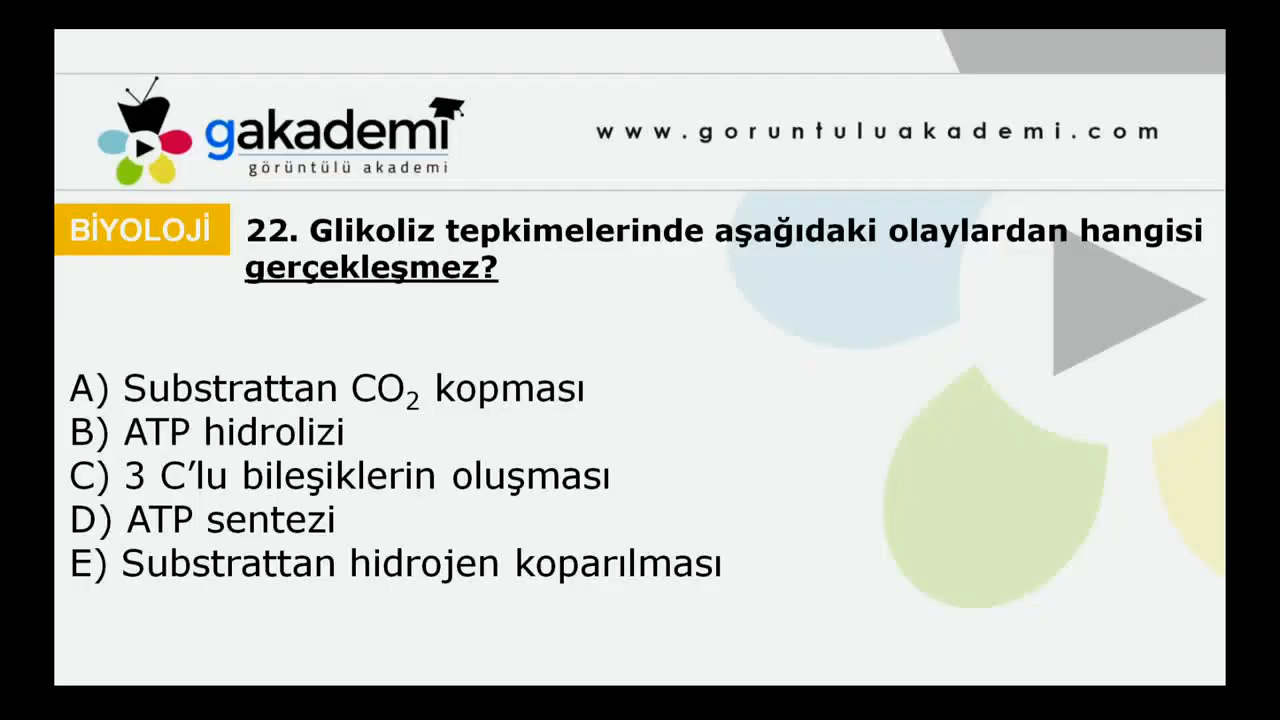 gakademi
görüntülü akademi
www.goruntuluakademi.com
BİYOLOJİ
22. Glikoliz tepkimelerinde aşağıdaki olaylardan hangisi
gerçekleşmez?
A) Substrattan CO₂ kopması
B) ATP hidrolizi
C) 3 C’lu bileşiklerin oluşması
D) ATP sentezi
E) Substrattan hidrojen koparılması